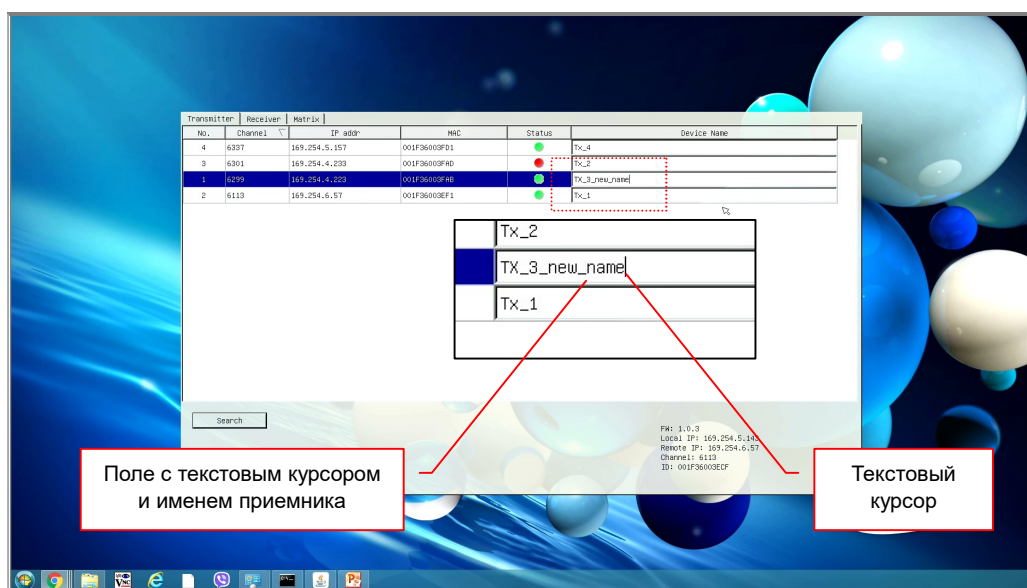 Transmitter Receiver Matrix
No. Channel IP addr MAC Status Device Name
4 6337 169.254.5.157 001F36003FD1 Tx_4
3 6301 169.254.4.233 001F36003FAD Tx_2
1 6299 169.254.4.223 001F36003FAB TX_3_new_name
2 6113 169.254.6.57 001F36003EF1 Tx_1
Tx_2
TX_3_new_name
Tx_1
Search
FW: 1.0.3
Local IP: 169.254.5.143
Remote IP: 169.254.6.57
Channel: 6113
ID: 001F36003ECF
Поле с текстовым курсором
и именем приемника
Текстовый
курсор